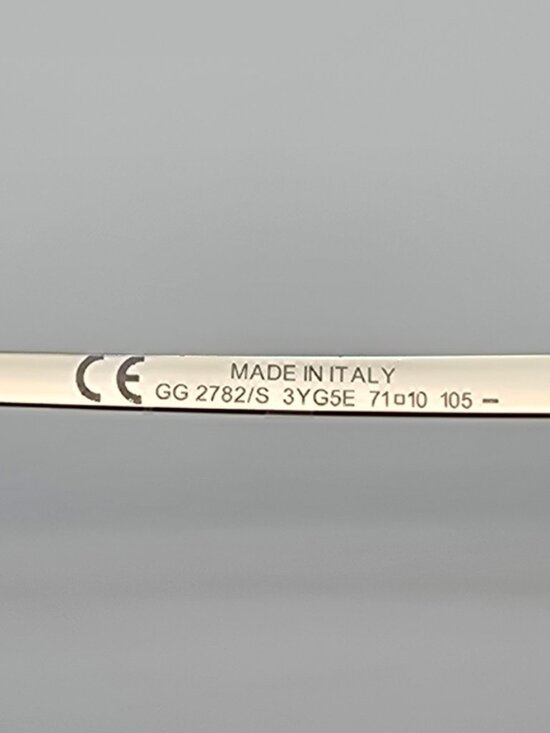 CE MADE IN ITALY
GG 2782/S 3YG5E 71□10 105 -